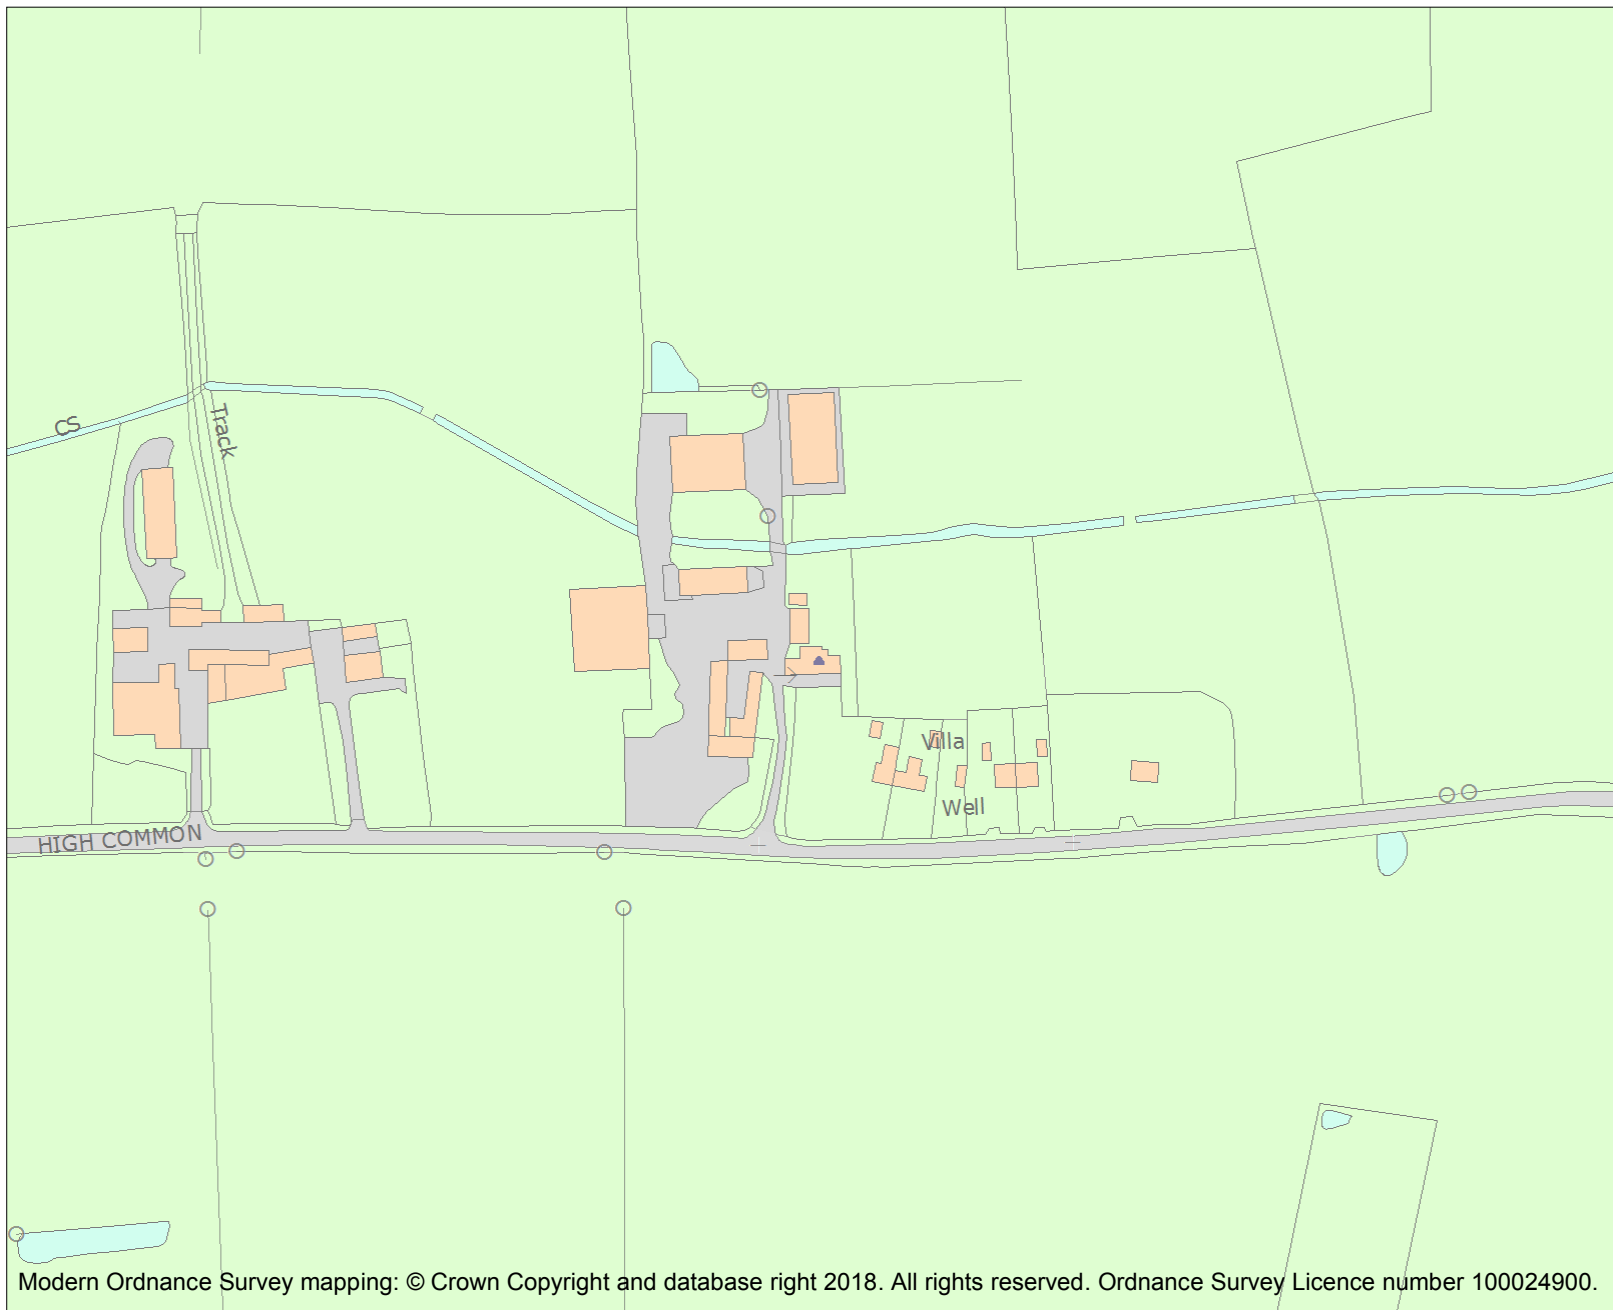 CS
Track
Villa
Well
HIGH COMMON
Modern Ordnance Survey mapping: © Crown Copyright and database right 2018. All rights reserved. Ordnance Survey Licence number 100024900.